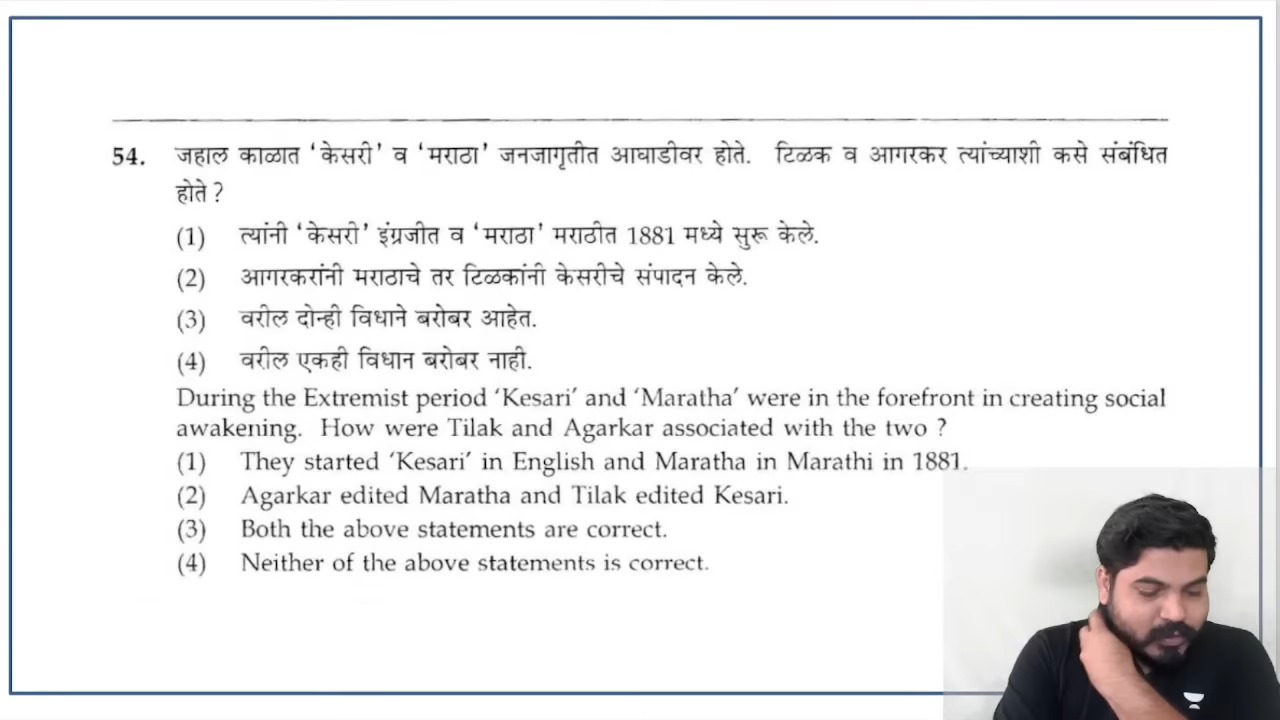 54. जहाल काळात ‘केसरी’ व ‘मराठा’ जनजागृतीत आघाडीवर होते. टिळक व आगरकर त्यांच्याशी कसे संबंधित
होते ?
(1) त्यांनी ‘केसरी’ इंग्रजीत व ‘मराठा’ मराठीत 1881 मध्ये सुरू केले.
(2) आगरकरांनी मराठाचे तर टिळकांनी केसरीचे संपादन केले.
(3) वरील दोन्ही विधाने बरोबर आहेत.
(4) वरील एकही विधान बरोबर नाही.
During the Extremist period ‘Kesari’ and ‘Maratha’ were in the forefront in creating social
awakening. How were Tilak and Agarkar associated with the two ?
(1) They started ‘Kesari’ in English and Maratha in Marathi in 1881.
(2) Agarkar edited Maratha and Tilak edited Kesari.
(3) Both the above statements are correct.
(4) Neither of the above statements is correct.